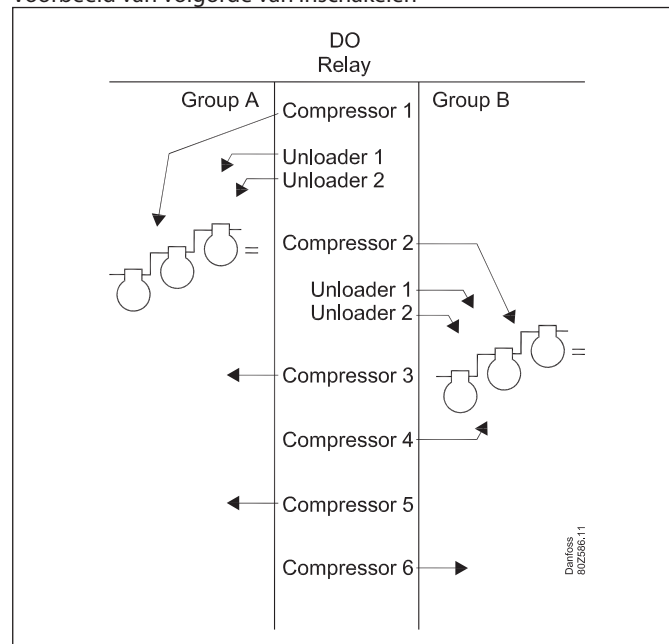 Voorbeeld van volgorde van inschakelen
DO
Relay
Group A
Group B
Compressor 1
Unloader 1
Unloader 2
Compressor 2
Unloader 1
Unloader 2
Compressor 3
Compressor 4
Compressor 5
Compressor 6
Danfoss
80Z586.11